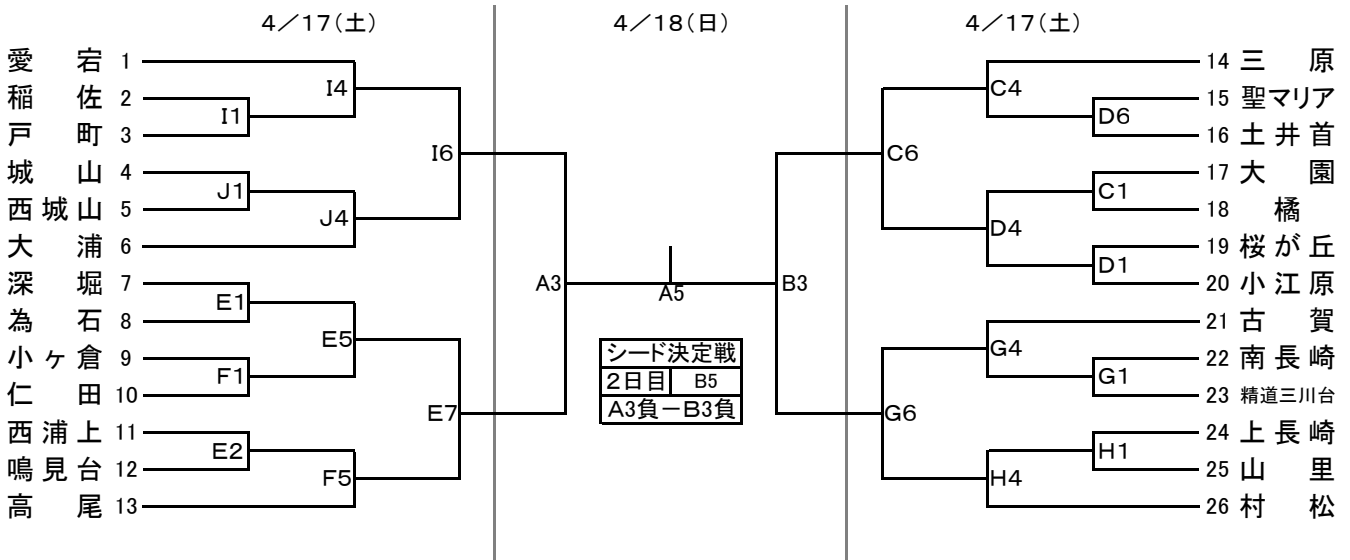 4／17(土)
4／18(日)
4／17(土)
愛宕 1
稲佐 2
戸町 3
城山 4
西城山 5
大浦 6
深堀 7
為石 8
小ヶ倉 9
仁田 10
西浦上 11
鳴見台 12
高尾 13
I4
I1
I6
J1
J4
E1
E5
F1
E7
E2
F5
A3
A5
B3
シード決定戦
2日目 B5
A3負－B3負
C4
D6
C6
C1
D4
D1
G4
G1
G6
H1
H4
14 三原
15 聖マリア
16 土井首
17 大園
18 橘
19 桜が丘
20 小江原
21 古賀
22 南長崎
23 精道三川台
24 上長崎
25 山里
26 村松